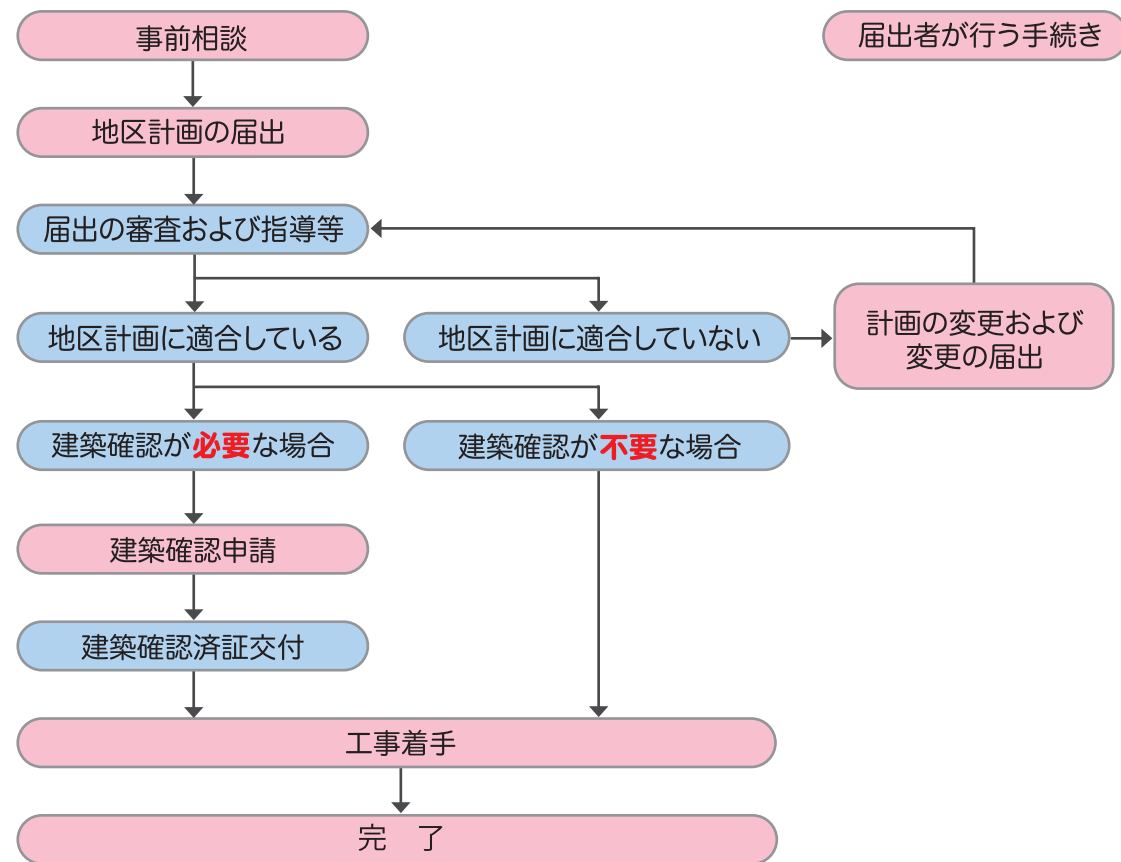 事前相談
届出者が行う手続き
地区計画の届出
届出の審査および指導等
地区計画に適合している
地区計画に適合していない
計画の変更および
変更の届出
建築確認が必要な場合
建築確認が不要な場合
建築確認申請
建築確認済証交付
工事着手
完　了